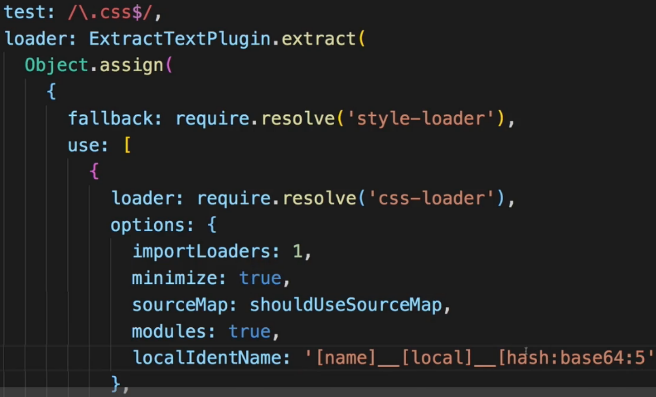 test: /\.css$/,
loader: ExtractTextPlugin.extract(
Object.assign(
{
fallback: require.resolve('style-loader'),
use: [
{
loader: require.resolve('css-loader'),
options: {
importLoaders: 1,
minimize: true,
sourceMap: shouldUseSourceMap,
modules: true,
localIdentName: '[name]__[local]__[hash:base64:5'
},